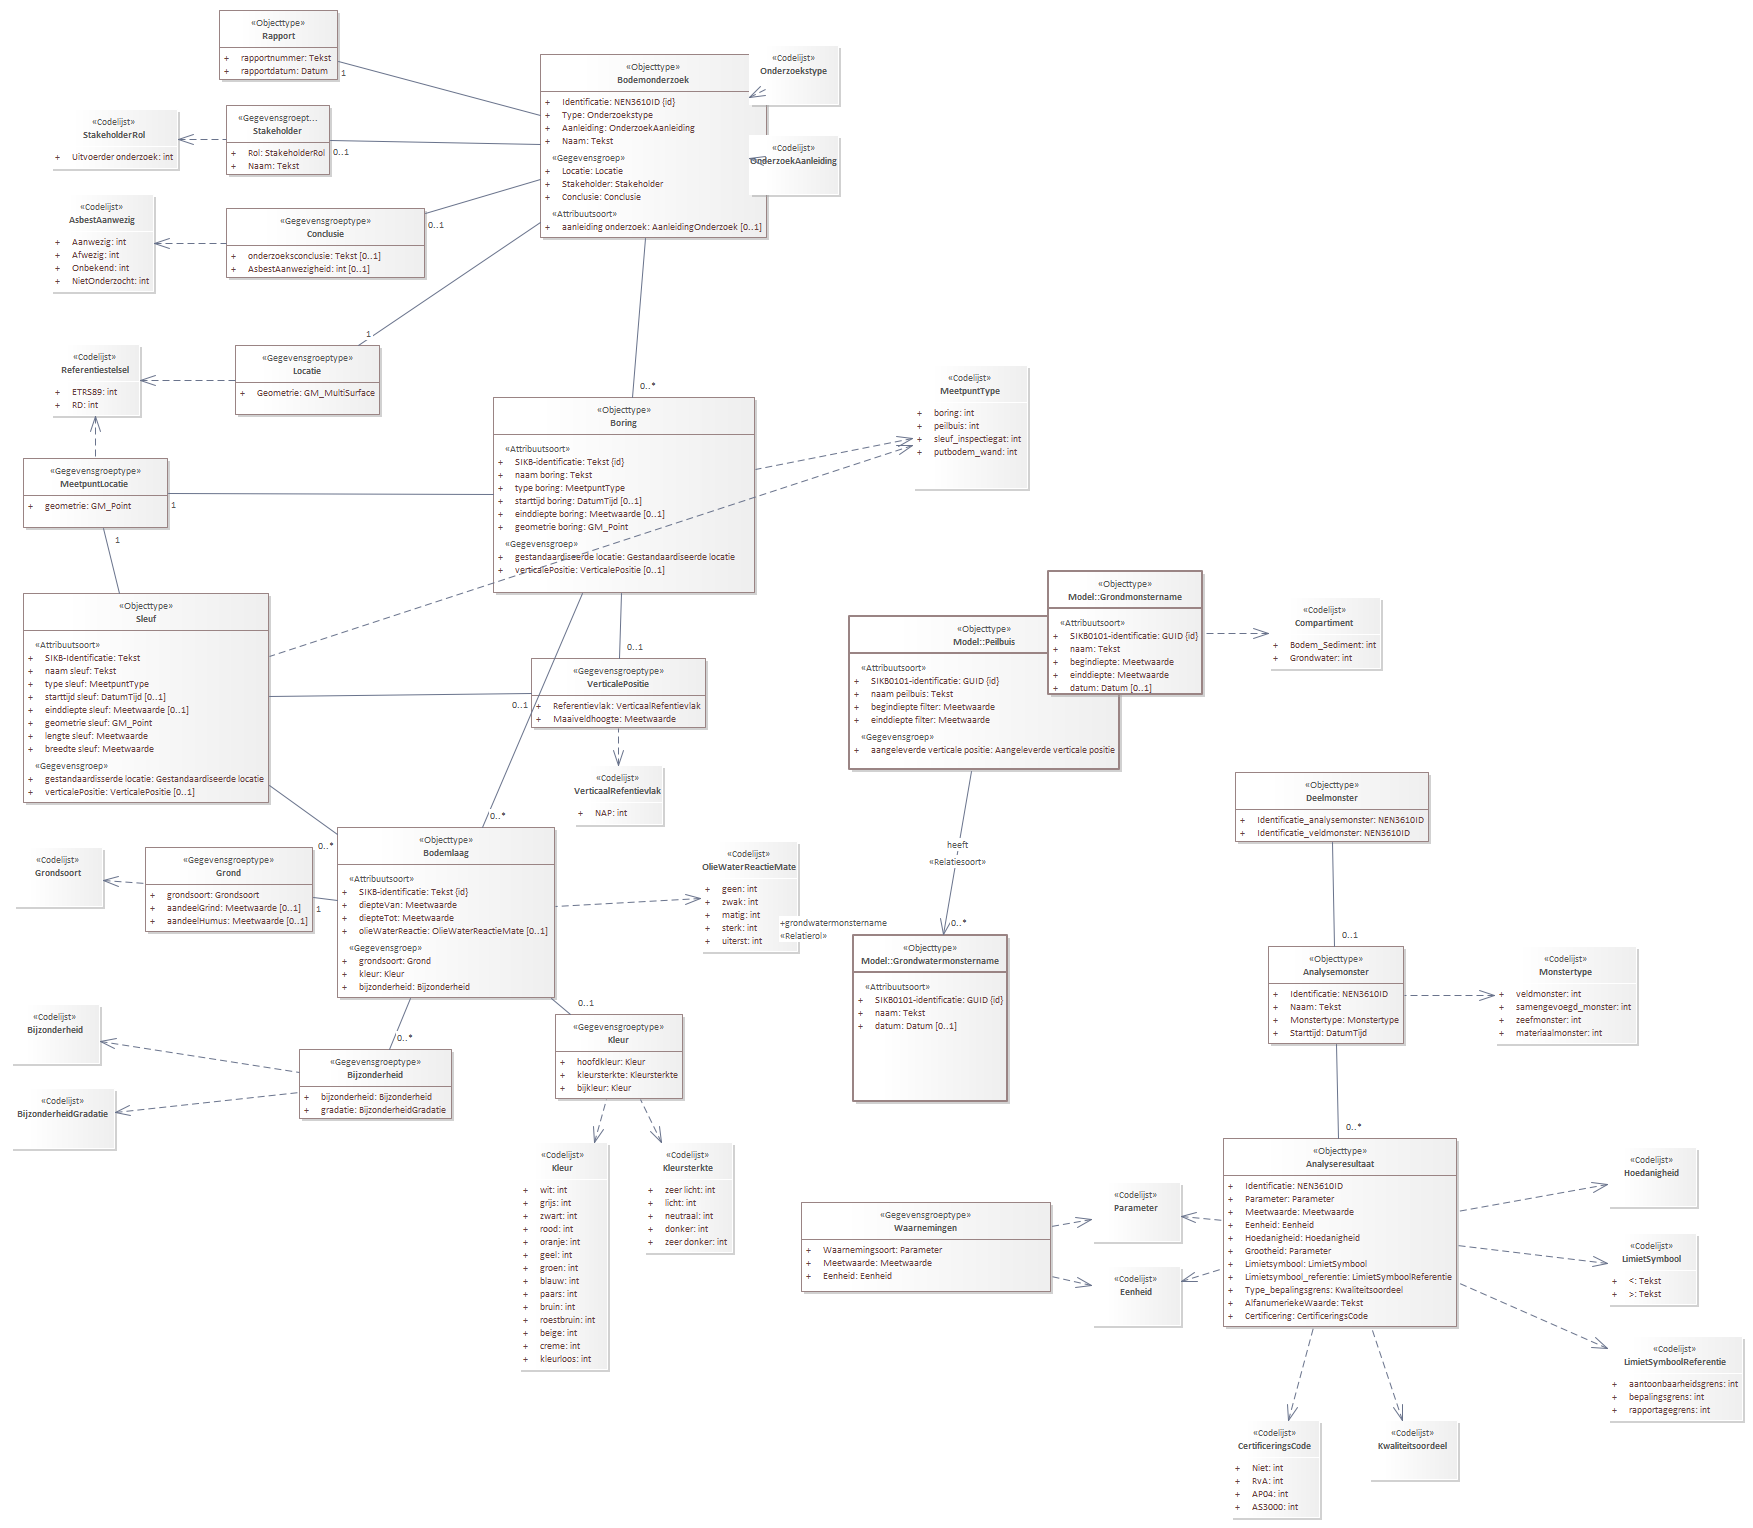 «Objecttype»
Rapport
+ rapportnummer: Tekst
+ rapportdatum: Datum
1
«Objecttype»
Bodemonderzoek
+ Identificatie: NEN3610ID {id}
+ Type: Onderzoekstype
+ Aanleiding: OnderzoekAanleiding
+ Naam: Tekst
«Gegevensgroep»
+ Locatie: Locatie
+ Stakeholder: Stakeholder
+ Conclusie: Conclusie
«Attribuutsoort»
+ aanleiding onderzoek: AanleidingOnderzoek [0..1]
«Codelijst»
Onderzoekstype
«Codelijst»
OnderzoekAanleiding
«Codelijst»
StakeholderRol
+ Uitvoerder onderzoek: int
«Gegevensgroept...
Stakeholder
+ Rol: StakeholderRol
+ Naam: Tekst
0..1
«Codelijst»
AsbestAanwezig
+ Aanwezig: int
+ Afwezig: int
+ Onbekend: int
+ NietOnderzocht: int
«Gegevensgroeptype»
Conclusie
+ onderzoeksconclusie: Tekst [0..1]
+ AsbestAanwezigheid: int [0..1]
0..1
1
«Codelijst»
Referentiestelsel
+ ETRS89: int
+ RD: int
«Gegevensgroeptype»
Locatie
+ Geometrie: GM_MultiSurface
0..*
«Objecttype»
Boring
«Attribuutsoort»
+ SIKB-identificatie: Tekst {id}
+ naam boring: Tekst
+ type boring: MeetpuntType
+ starttijd boring: DatumTijd [0..1]
+ einddiepte boring: Meetwaarde [0..1]
+ geometrie boring: GM_Point
«Gegevensgroep»
+ gestandaardiseerde locatie: Gestandaardiseerde locatie
+ verticalePositie: VerticalePositie [0..1]
«Codelijst»
MeetpuntType
+ boring: int
+ peilbuis: int
+ sleuf_inspectiegat: int
+ putbodem_wand: int
«Gegevensgroeptype»
MeetpuntLocatie
+ geometrie: GM_Point
1
1
«Objecttype»
Sleuf
«Attribuutsoort»
+ SIKB-Identificatie: Tekst
+ naam sleuf: Tekst
+ type sleuf: MeetpuntType
+ starttijd sleuf: DatumTijd [0..1]
+ einddiepte sleuf: Meetwaarde [0..1]
+ geometrie sleuf: GM_Point
+ lengte sleuf: Meetwaarde
+ breedte sleuf: Meetwaarde
«Gegevensgroep»
+ gestandaardisserde locatie: Gestandaardiseerde locatie
+ verticalePositie: VerticalePositie [0..1]
0..1
0..1
«Gegevensgroeptype»
VerticalePositie
+ Referentievlak: VerticaalRefentievlak
+ Maaiveldhoogte: Meetwaarde
«Codelijst»
VerticaalRefentievlak
+ NAP: int
«Objecttype»
Model::Peilbuis
«Attribuutsoort»
+ SIKB0101-identificatie: GUID {id}
+ naam peilbuis: Tekst
+ begindiepte filter: Meetwaarde
+ einddiepte filter: Meetwaarde
«Gegevensgroep»
+ aangeleverde verticale positie: Aangeleverde verticale positie
«Objecttype»
Model::Grondmonstername
«Attribuutsoort»
+ SIKB0101-identificatie: GUID {id}
+ naam: Tekst
+ begindiepte: Meetwaarde
+ einddiepte: Meetwaarde
+ datum: Datum [0..1]
«Codelijst»
Compartiment
+ Bodem_Sediment: int
+ Grondwater: int
heeft
«Relatiesoort»
+grondwatermonstername
«Relatierol»
0..*
«Objecttype»
Model::Grondwatermonstername
«Attribuutsoort»
+ SIKB0101-identificatie: GUID {id}
+ naam: Tekst
+ datum: Datum [0..1]
0..*
0..*
«Objecttype»
Bodemlaag
«Attribuutsoort»
+ SIKB-identificatie: Tekst {id}
+ diepteVan: Meetwaarde
+ diepteTot: Meetwaarde
+ olieWaterReactie: OlieWaterReactieMate [0..1]
«Gegevensgroep»
+ grondsoort: Grond
+ kleur: Kleur
+ bijzonderheid: Bijzonderheid
«Codelijst»
Grondsoort
«Gegevensgroeptype»
Grond
+ grondsoort: Grondsoort
+ aandeelGrind: Meetwaarde [0..1]
+ aandeelHumus: Meetwaarde [0..1]
1
«Codelijst»
OlieWaterReactieMate
+ geen: int
+ zwak: int
+ matig: int
+ sterk: int
+ uiterst: int
«Codelijst»
Bijzonderheid
«Codelijst»
BijzonderheidGradatie
0..*
«Gegevensgroeptype»
Bijzonderheid
+ bijzonderheid: Bijzonderheid
+ gradatie: BijzonderheidGradatie
0..1
«Gegevensgroeptype»
Kleur
+ hoofdkleur: Kleur
+ kleursterkte: Kleursterkte
+ bijkleur: Kleur
«Codelijst»
Kleur
+ wit: int
+ grijs: int
+ zwart: int
+ rood: int
+ oranje: int
+ geel: int
+ groen: int
+ blauw: int
+ paars: int
+ bruin: int
+ roestbruin: int
+ beige: int
+ creme: int
+ kleurloos: int
«Codelijst»
Kleursterkte
+ zeer licht: int
+ licht: int
+ neutraal: int
+ donker: int
+ zeer donker: int
«Objecttype»
Deelmonster
+ Identificatie_analysemonster: NEN3610ID
+ Identificatie_veldmonster: NEN3610ID
0..1
«Objecttype»
Analysemonster
+ Identificatie: NEN3610ID
+ Naam: Tekst
+ Monstertype: Monstertype
+ Starttijd: DatumTijd
«Codelijst»
Monstertype
+ veldmonster: int
+ samengevoegd_monster: int
+ zeefmonster: int
+ materiaalmonster: int
0..*
«Objecttype»
Analyseresultaat
+ Identificatie: NEN3610ID
+ Parameter: Parameter
+ Meetwaarde: Meetwaarde
+ Eenheid: Eenheid
+ Hoedanigheid: Hoedanigheid
+ Grootheid: Parameter
+ Limietsymbool: LimietSymbool
+ Limietsymbool_referentie: LimietSymboolReferentie
+ Type_bepalingsgrens: Kwaliteitsoordeel
+ AlfanumeriekeWaarde: Tekst
+ Certificering: CertificeringsCode
«Gegevensgroeptype»
Waarnemingen
+ Waarnemingsoort: Parameter
+ Meetwaarde: Meetwaarde
+ Eenheid: Eenheid
«Codelijst»
Parameter
«Codelijst»
Eenheid
«Codelijst»
Hoedanigheid
«Codelijst»
LimietSymbool
+ <: Tekst
+ >: Tekst
«Codelijst»
LimietSymboolReferentie
+ aantoonbaarheidsgrens: int
+ bepalingsgrens: int
+ rapportagegrens: int
«Codelijst»
CertificeringsCode
+ Niet: int
+ RvA: int
+ AP04: int
+ AS3000: int
«Codelijst»
Kwaliteitsoordeel